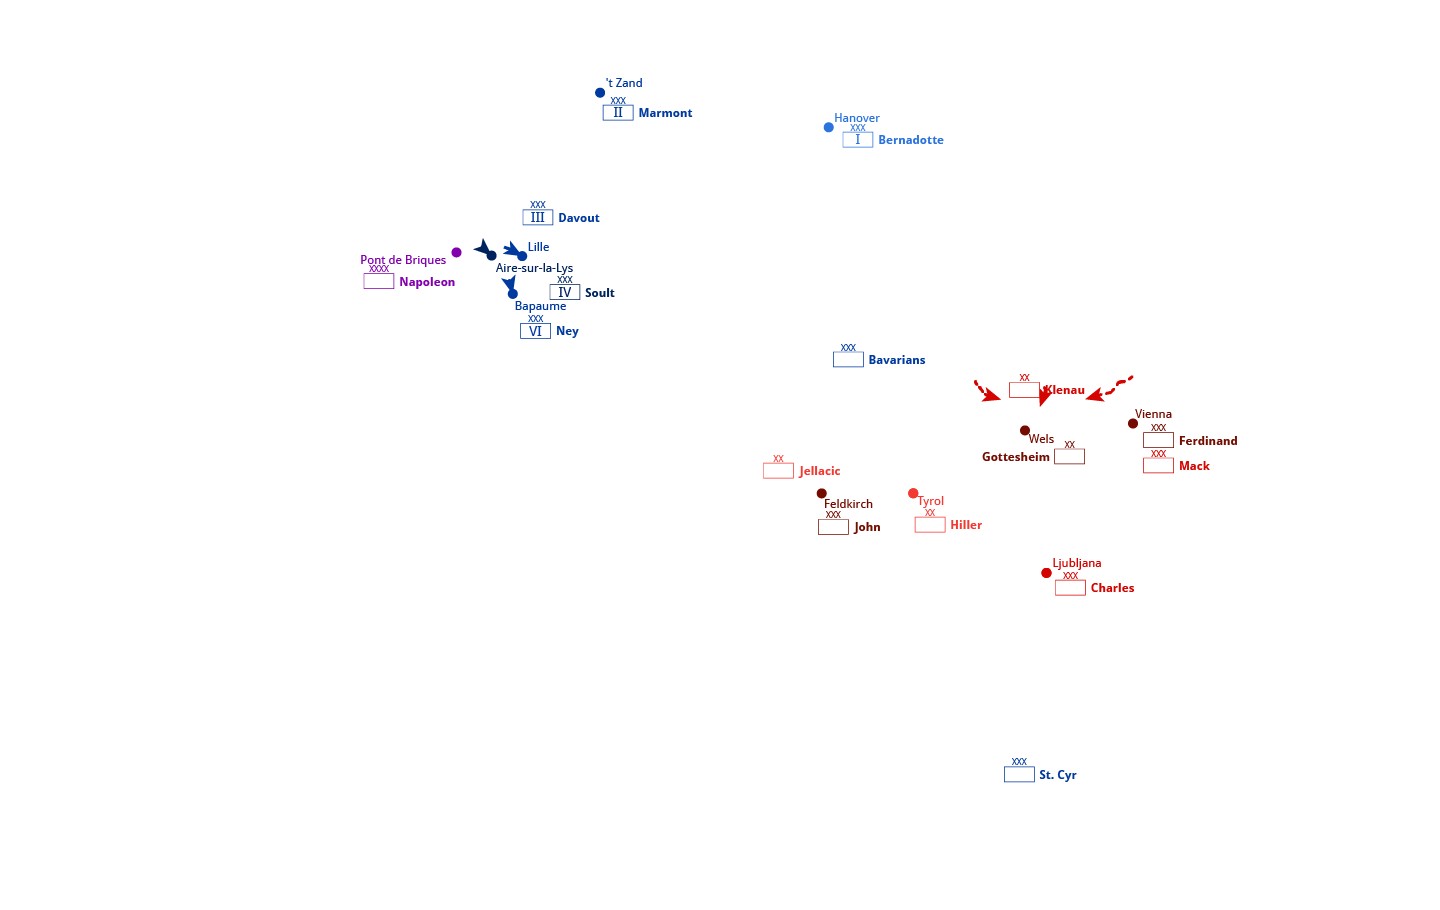 't Zand
XXX
II Marmont
Hanover
XXX
I Bernadotte
XXX
III Davout
Lille
Pont de Briques
XXXX
Napoleon
Aire-sur-la-Lys
XXX
IV Soult
Bapaume
XXX
VI Ney
XXX
Bavarians
XX
Klenau
Vienna
XXX
Ferdinand
XXX
Mack
Wels
XX
Gottesheim
XX
Jellacic
Feldkirch
XXX
John
Tyrol
XX
Hiller
Ljubljana
XXX
Charles
XXX
St. Cyr